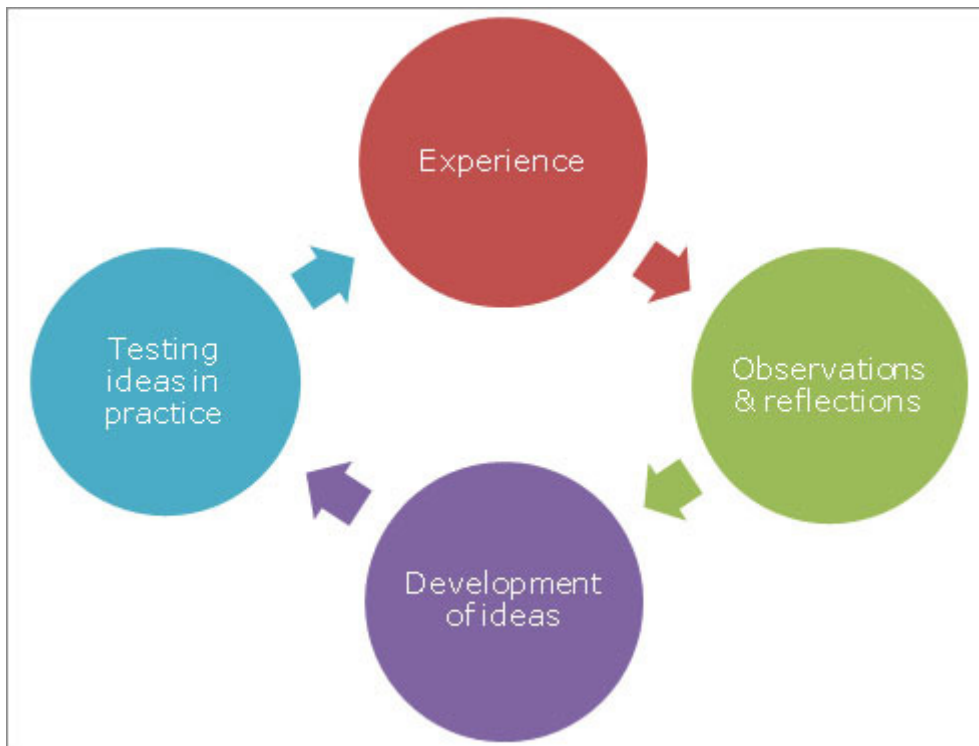 Experience
Observations
& reflections
Development
of ideas
Testing
ideas in
practice